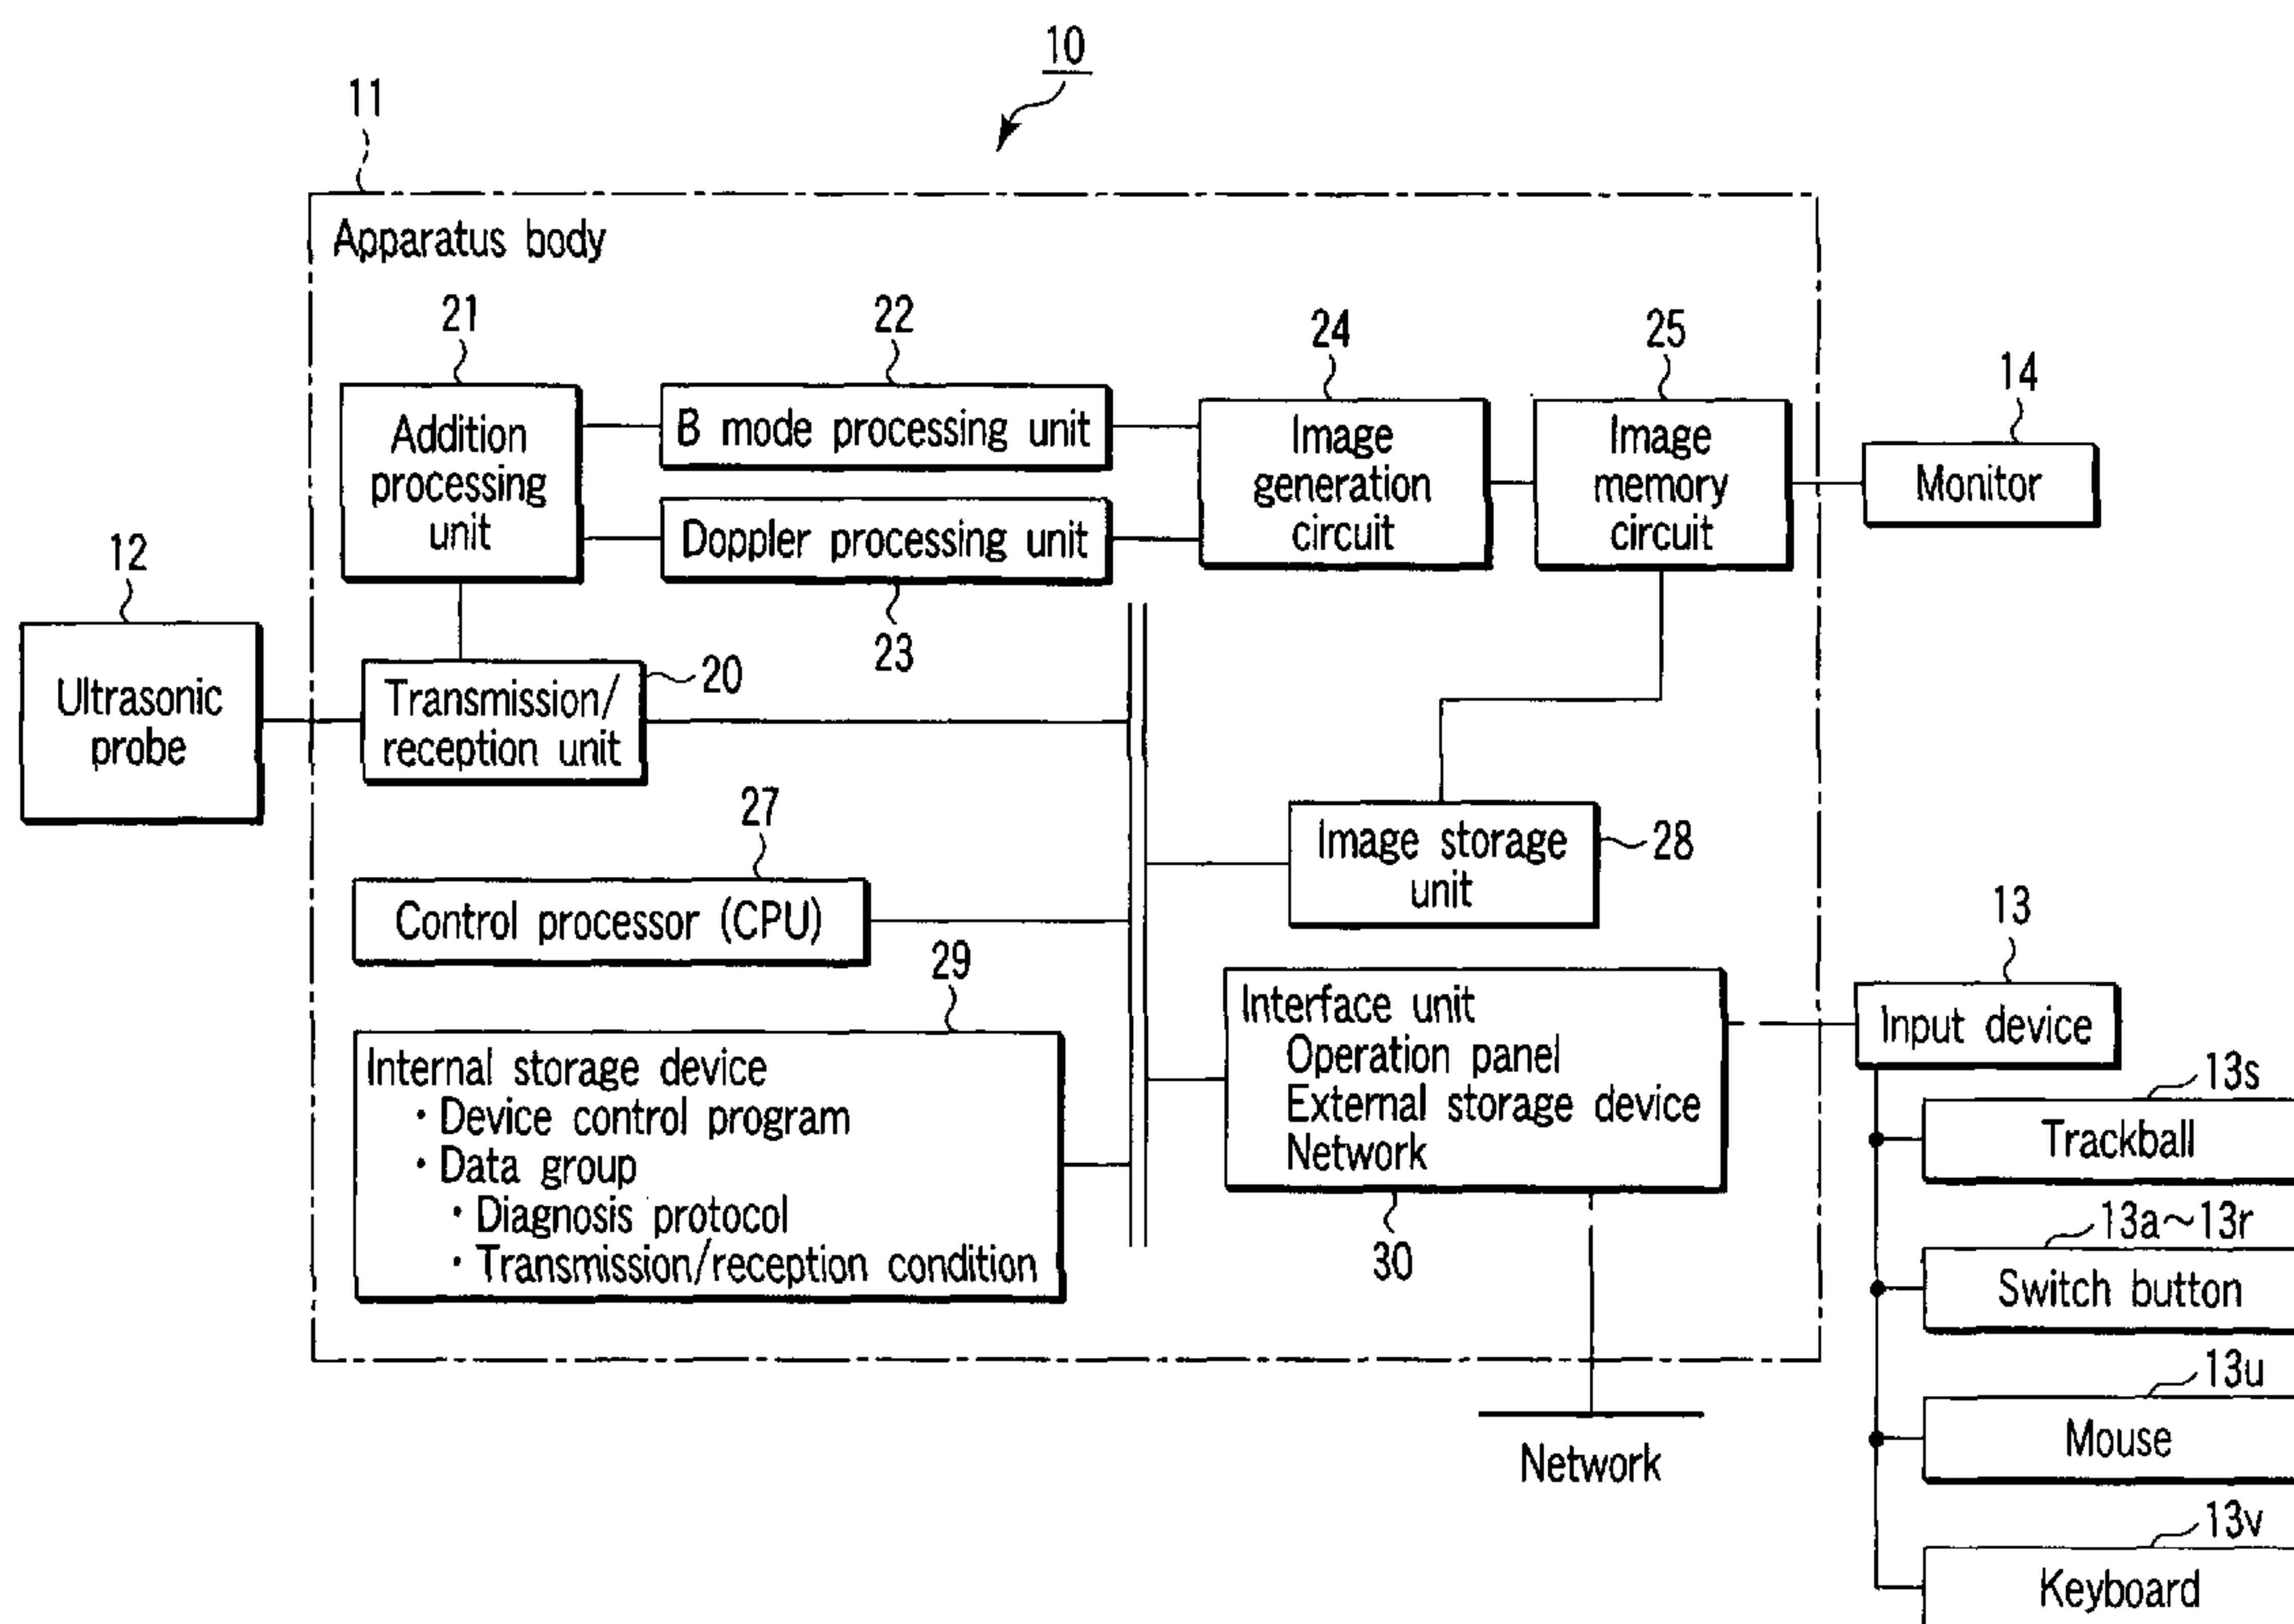 10
11
Apparatus body
21
22
24
25
14
Addition
processing
unit
B mode processing unit
Image
generation
circuit
Image
memory
circuit
Monitor
Doppler processing unit
23
12
Ultrasonic
probe
20
Transmission/
reception unit
27
Control processor (CPU)
Image storage
unit
28
29
Internal storage device
・Device control program
・Data group
・Diagnosis protocol
・Transmission/reception condition
Interface unit
Operation panel
External storage device
Network
30
13
Input device
13s
Trackball
13a~13r
Switch button
13u
Mouse
13v
Keyboard
Network